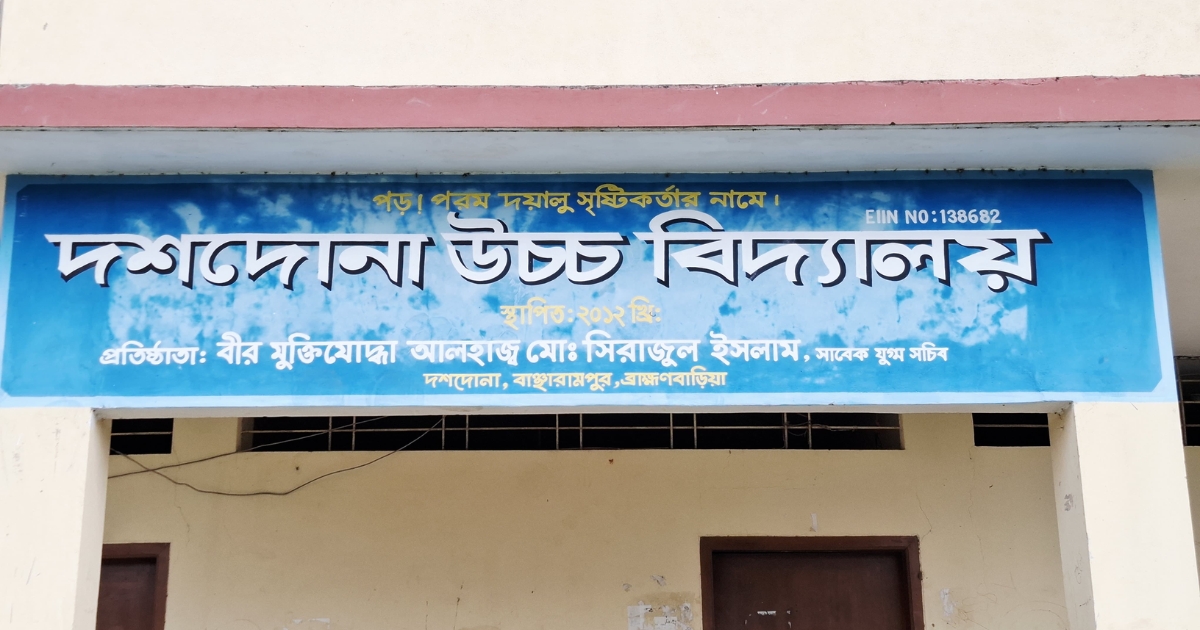 পড়! পরম দয়ালু সৃষ্টিকর্তার নামে।
EIIN NO:138682
দশদোনা উচ্চ বিদ্যালয়
স্থাপিত:২০১২ খ্রি:
প্রতিষ্ঠাতা: বীর মুক্তিযোদ্ধা আলহাজ্ব মোঃ সিরাজুল ইসলাম, সাবেক যুগ্ম সচিব
দশদোনা, বাঞ্ছারামপুর, ব্রাহ্মণবাড়িয়া